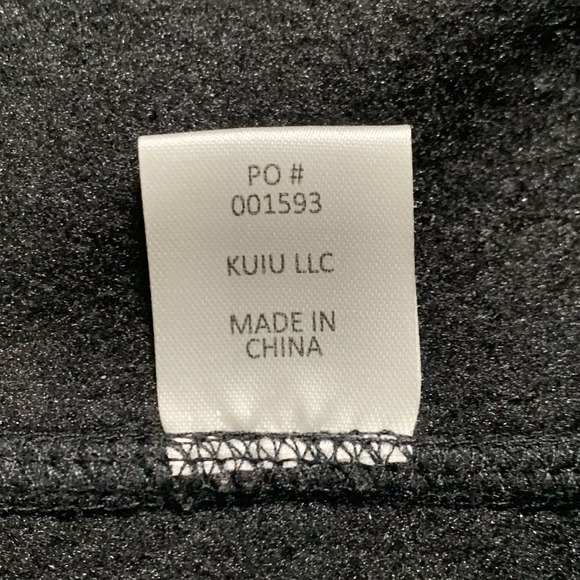 PO #
001593
KUIU LLC
MADE IN
CHINA